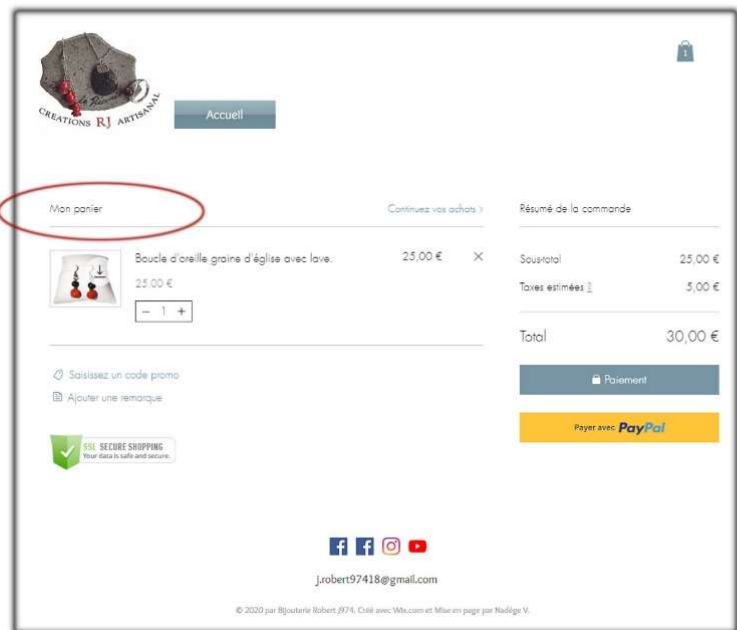 CREATIONS RJ ARTISANAL
1
Accueil
Mon panier
Continuez vos achats >
Boucle d'oreille graine d'église avec lave.
25,00 €
×
25,00 €
− 1 +
Saisissez un code promo
Ajouter une remarque
SSL SECURE SHOPPING
Your data is safe and secure.
Résumé de la commande
Sous-total 25,00 €
Taxes estimées ? 5,00 €
Total 30,00 €
Paiement
Payer avec PayPal
j.robert97418@gmail.com
© 2020 par Bijouterie Robert J974. Créé avec Wix.com et Mise en page par Nadège V.